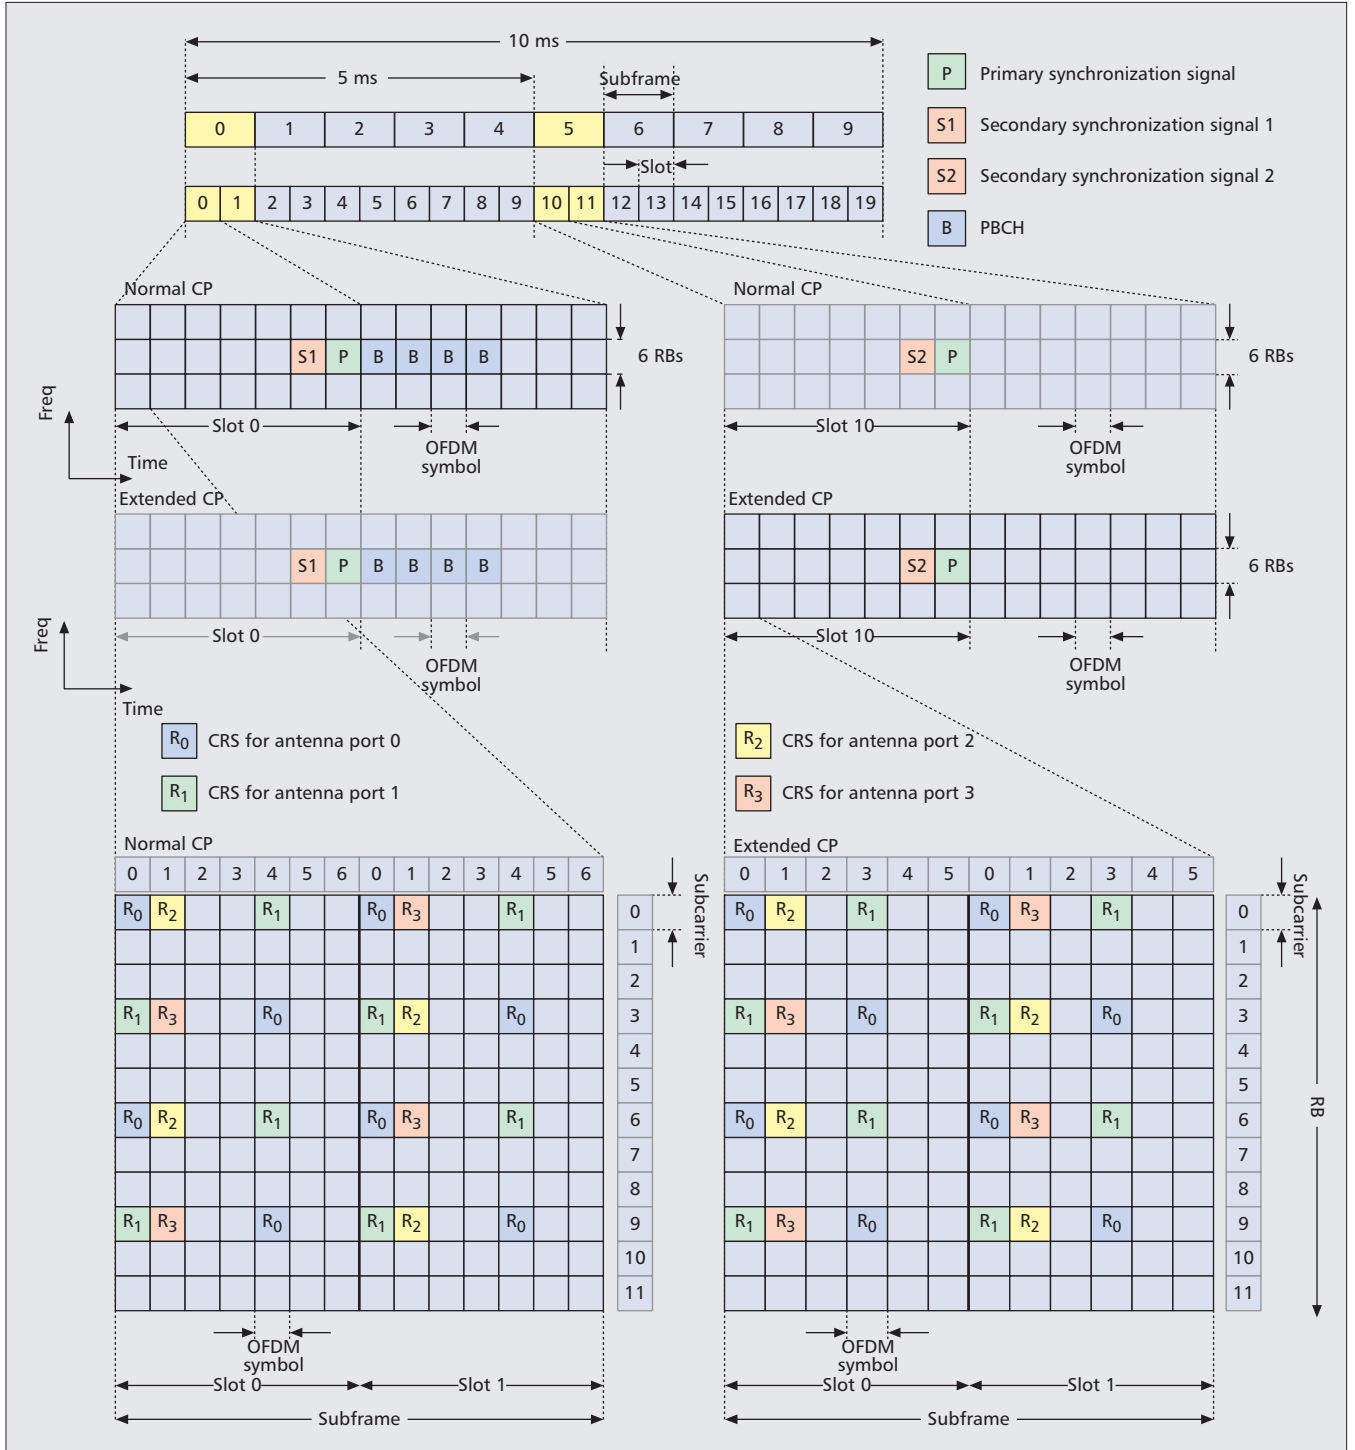 10 ms
5 ms
Subframe
0 1 2 3 4 5 6 7 8 9
Slot
0 1 2 3 4 5 6 7 8 9 10 11 12 13 14 15 16 17 18 19
P Primary synchronization signal
S1 Secondary synchronization signal 1
S2 Secondary synchronization signal 2
B PBCH
Normal CP
S1 P B B B B
6 RBs
Slot 0
OFDM
symbol
Freq
Time
Normal CP
S2 P
6 RBs
Slot 10
OFDM
symbol
Extended CP
S1 P B B B B
Slot 0
OFDM
symbol
Freq
Time
Extended CP
S2 P
6 RBs
Slot 10
OFDM
symbol
R0 CRS for antenna port 0
R1 CRS for antenna port 1
R2 CRS for antenna port 2
R3 CRS for antenna port 3
Normal CP
0 1 2 3 4 5 6 0 1 2 3 4 5 6
R0 R2 R1 R0 R3 R1 0
1
2
R1 R3 R0 R1 R2 R0 3
4
5
R0 R2 R1 R0 R3 R1 6
7
8
R1 R3 R0 R1 R2 R0 9
10
11
Subcarrier
OFDM
symbol
Slot 0 Slot 1
Subframe
Extended CP
0 1 2 3 4 5 0 1 2 3 4 5
R0 R2 R1 R0 R3 R1 0
1
2
R1 R3 R0 R1 R2 R0 3
4
5
R0 R2 R1 R0 R3 R1 6
7
8
R1 R3 R0 R1 R2 R0 9
10
11
Subcarrier
RB
OFDM
symbol
Slot 0 Slot 1
Subframe